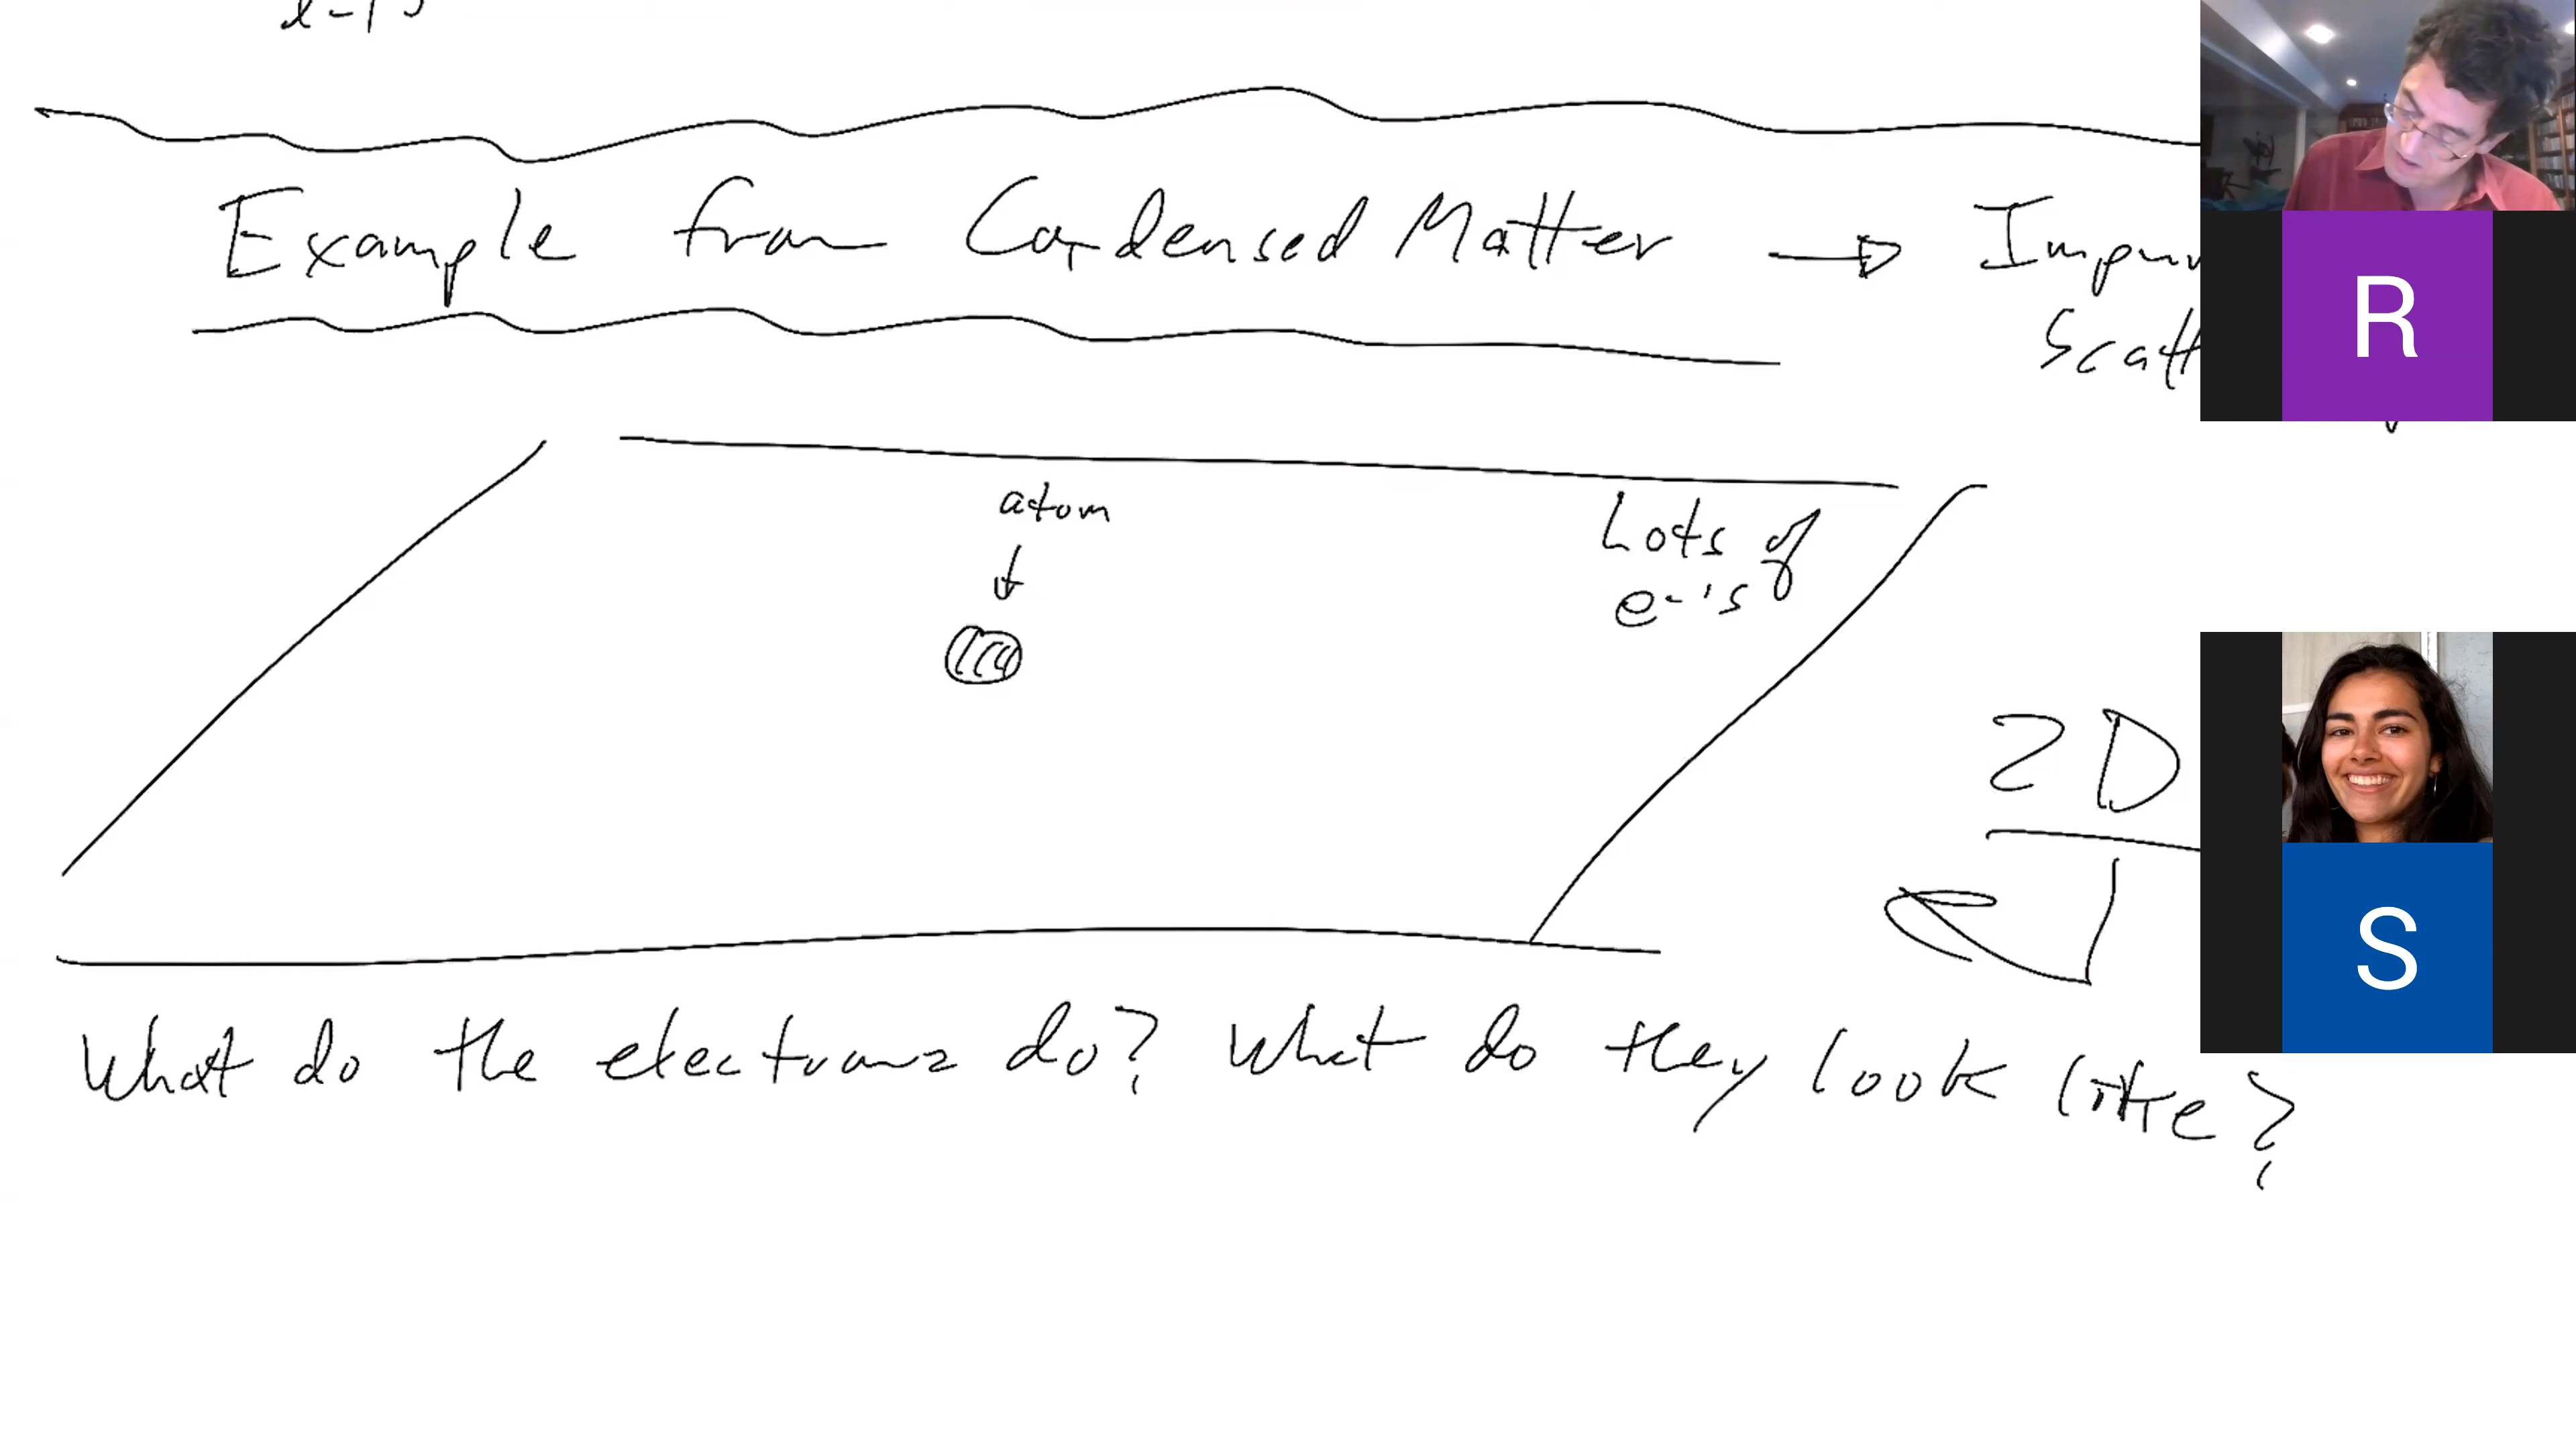 Example from Condensed Matter → Impur
Scatt
atom
Lots of
e-'s
2D
What do the electrons do? What do they look like?
R
S